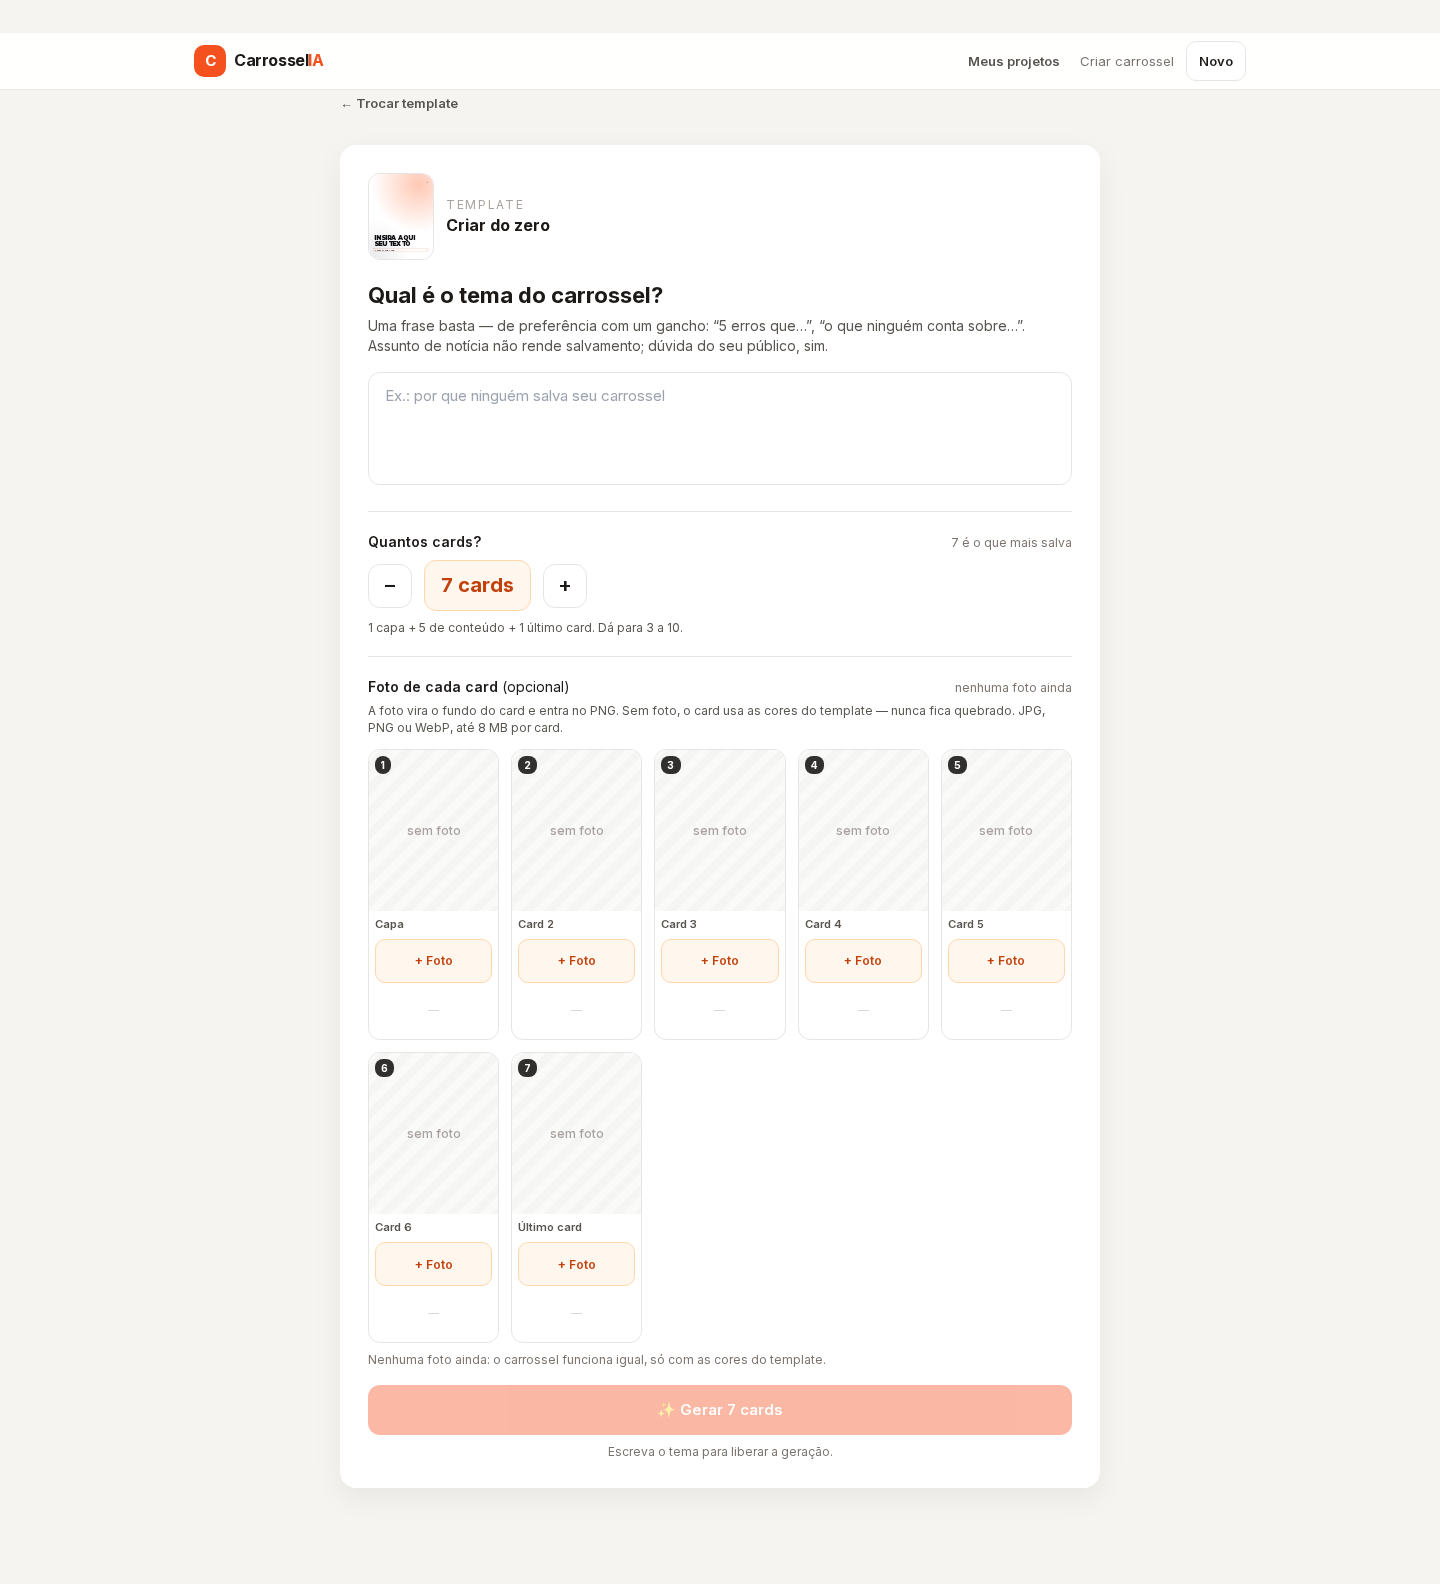 C CarrosselIA
Meus projetos Criar carrossel Novo
← Trocar template
INSIRA AQUI
SEU TEXTO
TEMPLATE
Criar do zero
Qual é o tema do carrossel?
Uma frase basta — de preferência com um gancho: “5 erros que…”, “o que ninguém conta sobre…”.
Assunto de notícia não rende salvamento; dúvida do seu público, sim.
Ex.: por que ninguém salva seu carrossel
Quantos cards? 7 é o que mais salva
− 7 cards +
1 capa + 5 de conteúdo + 1 último card. Dá para 3 a 10.
Foto de cada card (opcional) nenhuma foto ainda
A foto vira o fundo do card e entra no PNG. Sem foto, o card usa as cores do template — nunca fica quebrado. JPG,
PNG ou WebP, até 8 MB por card.
1 2 3 4 5
sem foto sem foto sem foto sem foto sem foto
Capa Card 2 Card 3 Card 4 Card 5
+ Foto + Foto + Foto + Foto + Foto
— — — — —
6 7
sem foto sem foto
Card 6 Último card
+ Foto + Foto
— —
Nenhuma foto ainda: o carrossel funciona igual, só com as cores do template.
✨ Gerar 7 cards
Escreva o tema para liberar a geração.